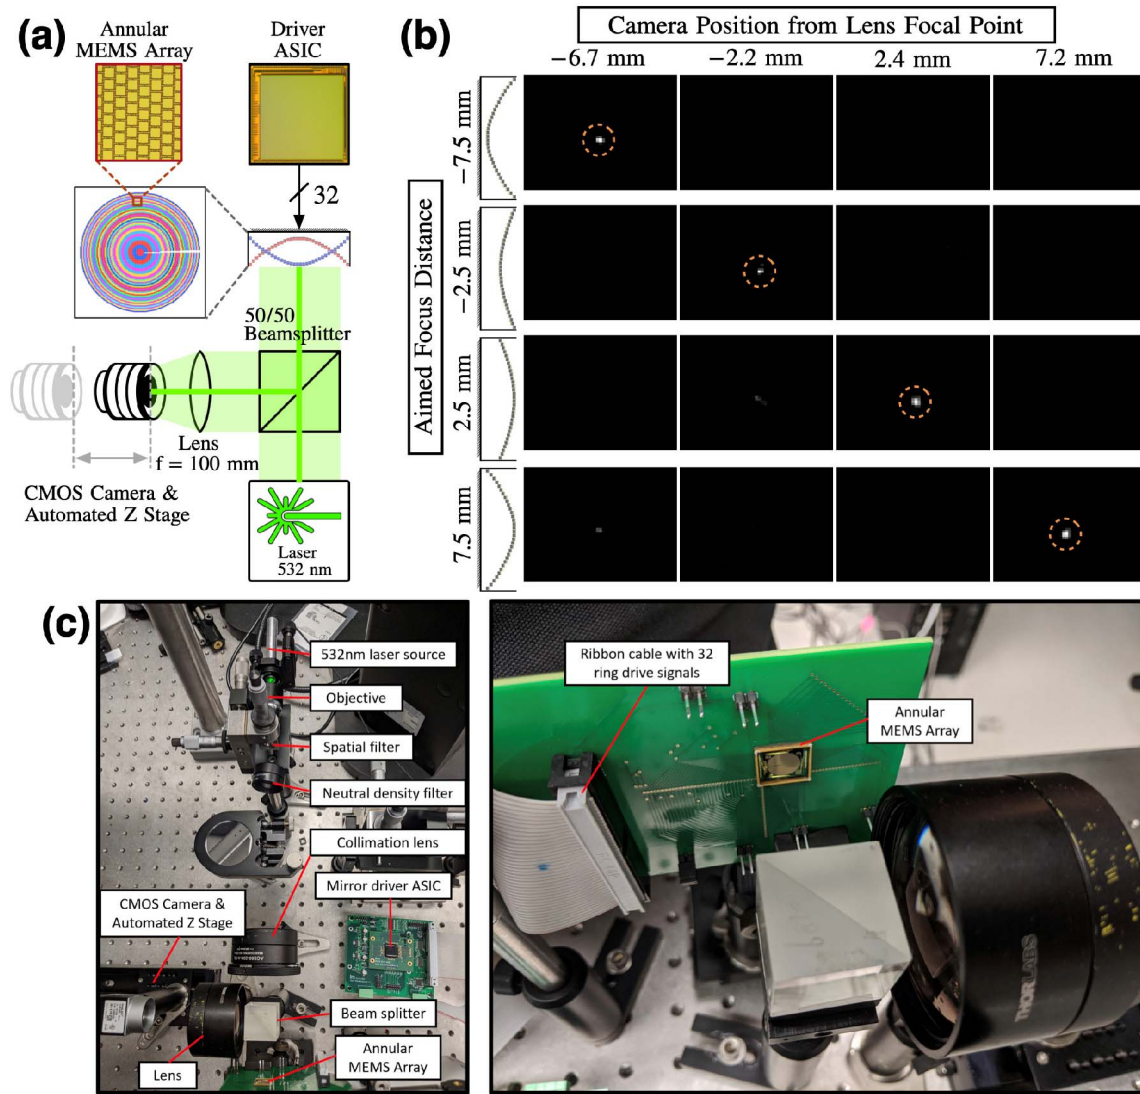 (a)
Annular
MEMS Array
Driver
ASIC
32
50/50
Beamsplitter
Lens
f = 100 mm
CMOS Camera &
Automated Z Stage
Laser
532 nm
(b)
Camera Position from Lens Focal Point
−6.7 mm
−2.2 mm
2.4 mm
7.2 mm
Aimed Focus Distance
−7.5 mm
−2.5 mm
2.5 mm
7.5 mm
(c)
532nm laser source
Objective
Spatial filter
Neutral density filter
Collimation lens
Mirror driver ASIC
CMOS Camera &
Automated Z Stage
Beam splitter
Annular
MEMS Array
Lens
Ribbon cable with 32
ring drive signals
Annular
MEMS Array
THORLABS